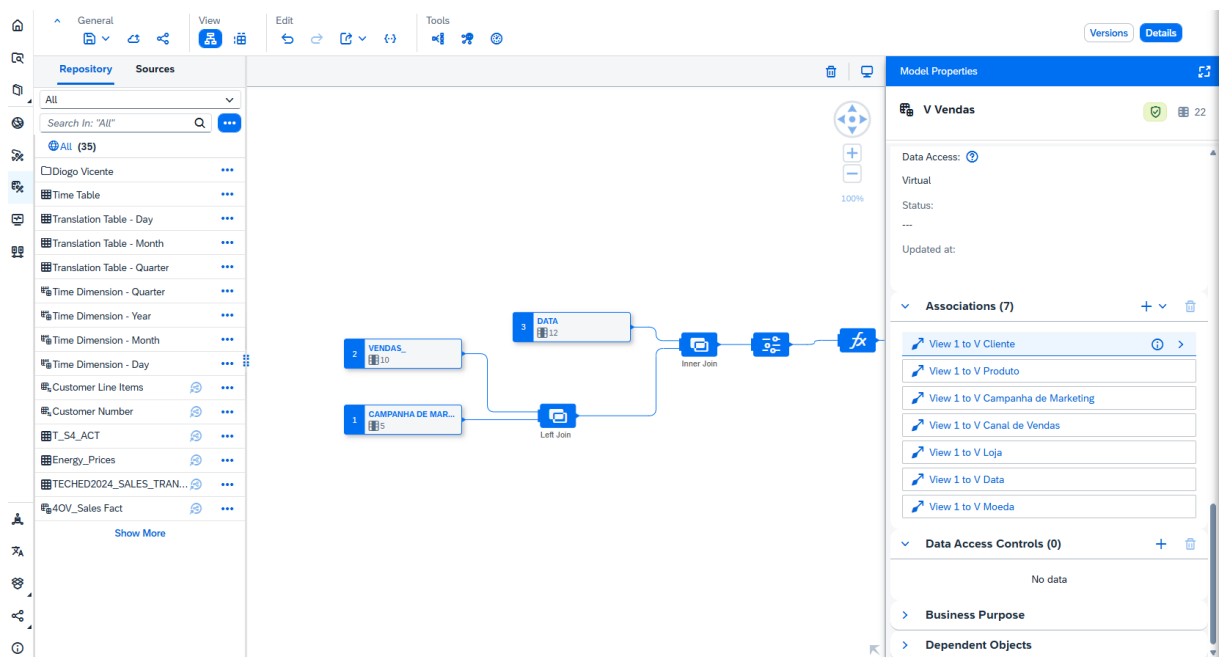 General
View
Edit
Tools
Versions
Details
Repository
Sources
All
Search In: "All"
All (35)
Diogo Vicente
Time Table
Translation Table - Day
Translation Table - Month
Translation Table - Quarter
Time Dimension - Quarter
Time Dimension - Year
Time Dimension - Month
Time Dimension - Day
Customer Line Items
Customer Number
T_S4_ACT
Energy_Prices
TECHED2024_SALES_TRAN...
4OV_Sales Fact
Show More
100%
3
DATA
12
2
VENDAS_
10
1
CAMPANHA DE MAR...
5
Inner Join
Left Join
fx
Model Properties
V Vendas
22
Data Access:
Virtual
Status:
---
Updated at:
Associations (7)
View 1 to V Cliente
View 1 to V Produto
View 1 to V Campanha de Marketing
View 1 to V Canal de Vendas
View 1 to V Loja
View 1 to V Data
View 1 to V Moeda
Data Access Controls (0)
No data
Business Purpose
Dependent Objects